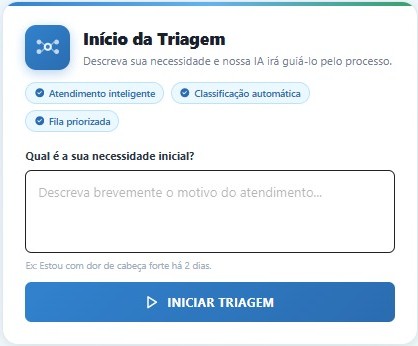 Início da Triagem
Descreva sua necessidade e nossa IA irá guiá-lo pelo processo.
Atendimento inteligente
Classificação automática
Fila priorizada
Qual é a sua necessidade inicial?
Descreva brevemente o motivo do atendimento...
Ex: Estou com dor de cabeça forte há 2 dias.
INICIAR TRIAGEM